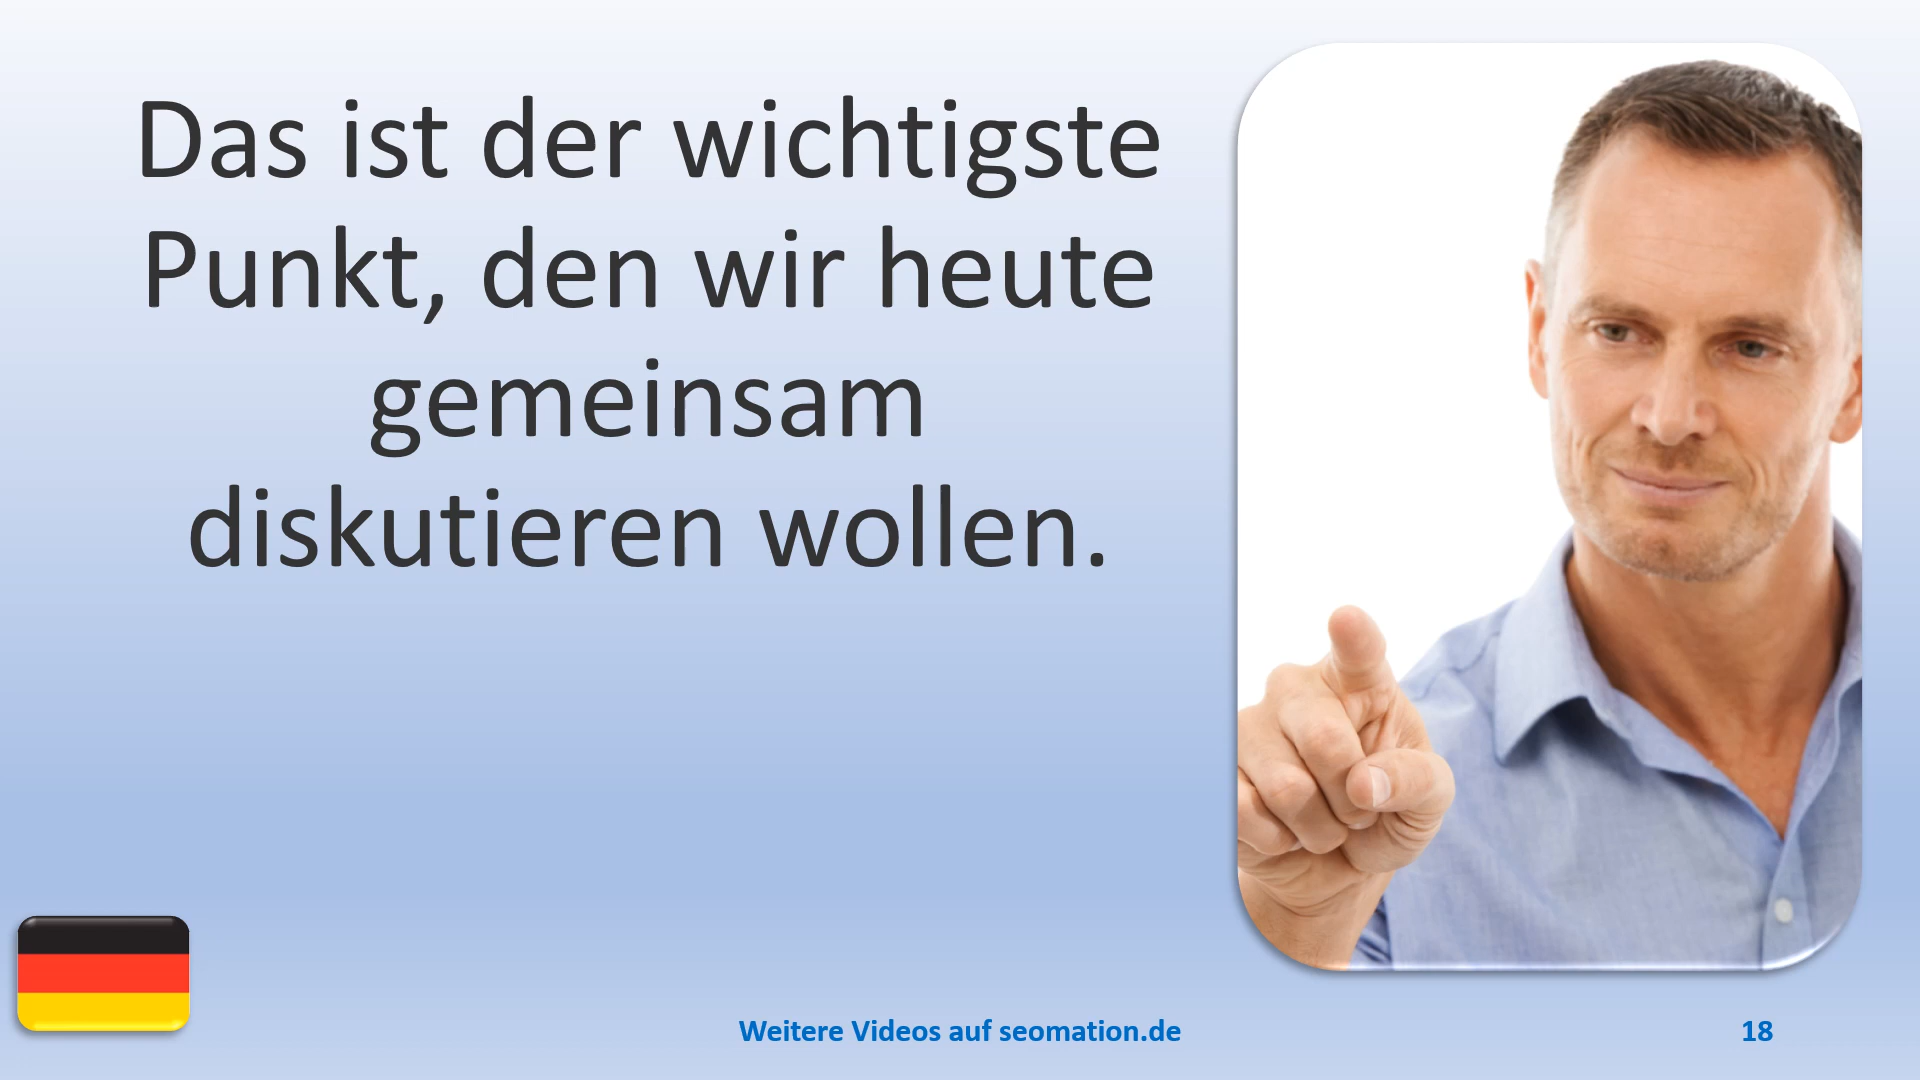 Das ist der wichtigste
Punkt, den wir heute
gemeinsam
diskutieren wollen.
Weitere Videos auf seomation.de
18